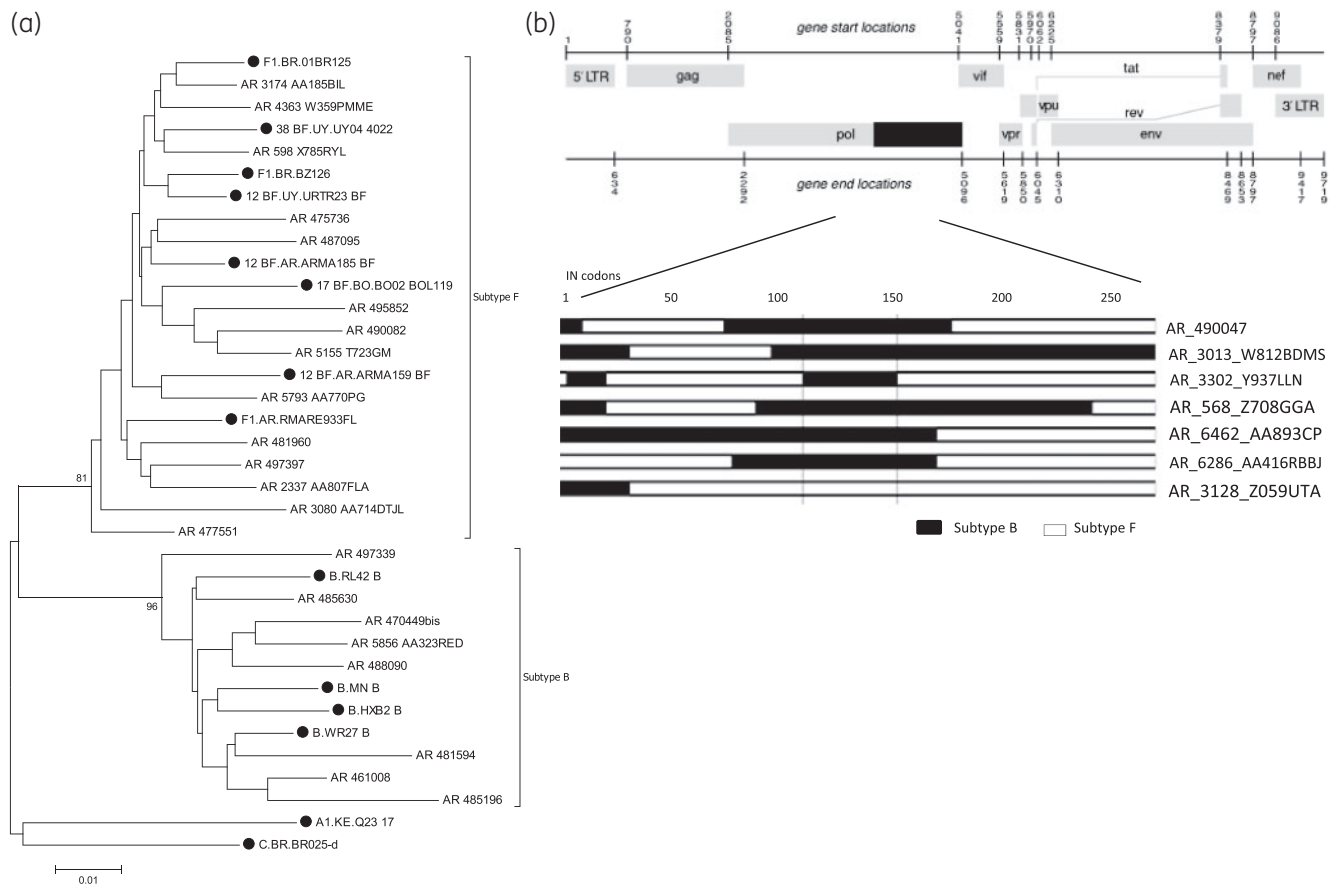 (a)
F1.BR.01BR125
AR 3174 AA185BIL
AR 4363 W359PMME
38 BF.UY.UY04 4022
AR 598 X785RYL
F1.BR.BZ126
12 BF.UY.URTR23 BF
AR 475736
AR 487095
12 BF.AR.ARMA185 BF
17 BF.BO.BO02 BOL119
AR 495852
AR 490082
AR 5155 T723GM
12 BF.AR.ARMA159 BF
AR 5793 AA770PG
F1.AR.RMARE933FL
AR 481960
AR 497397
AR 2337 AA807FLA
AR 3080 AA714DTJL
AR 477551
Subtype F
81
AR 497339
B.RL42 B
AR 485630
AR 470449bis
AR 5856 AA323RED
AR 488090
B.MN B
B.HXB2 B
B.WR27 B
AR 481594
AR 461008
AR 485196
Subtype B
96
A1.KE.Q23 17
C.BR.BR025-d
0.01
(b)
gene start locations
1 790 2085 5041 5559 5831 5970 6062 6225 8379 8797 9086
5' LTR gag vif tat nef
vpu rev 3' LTR
pol vpr env
gene end locations
634 2292 5096 5619 5850 6045 6310 8469 8653 8797 9417 9719
IN codons
1 50 100 150 200 250
AR_490047
AR_3013_W812BDMS
AR_3302_Y937LLN
AR_568_Z708GGA
AR_6462_AA893CP
AR_6286_AA416RBBJ
AR_3128_Z059UTA
Subtype B Subtype F